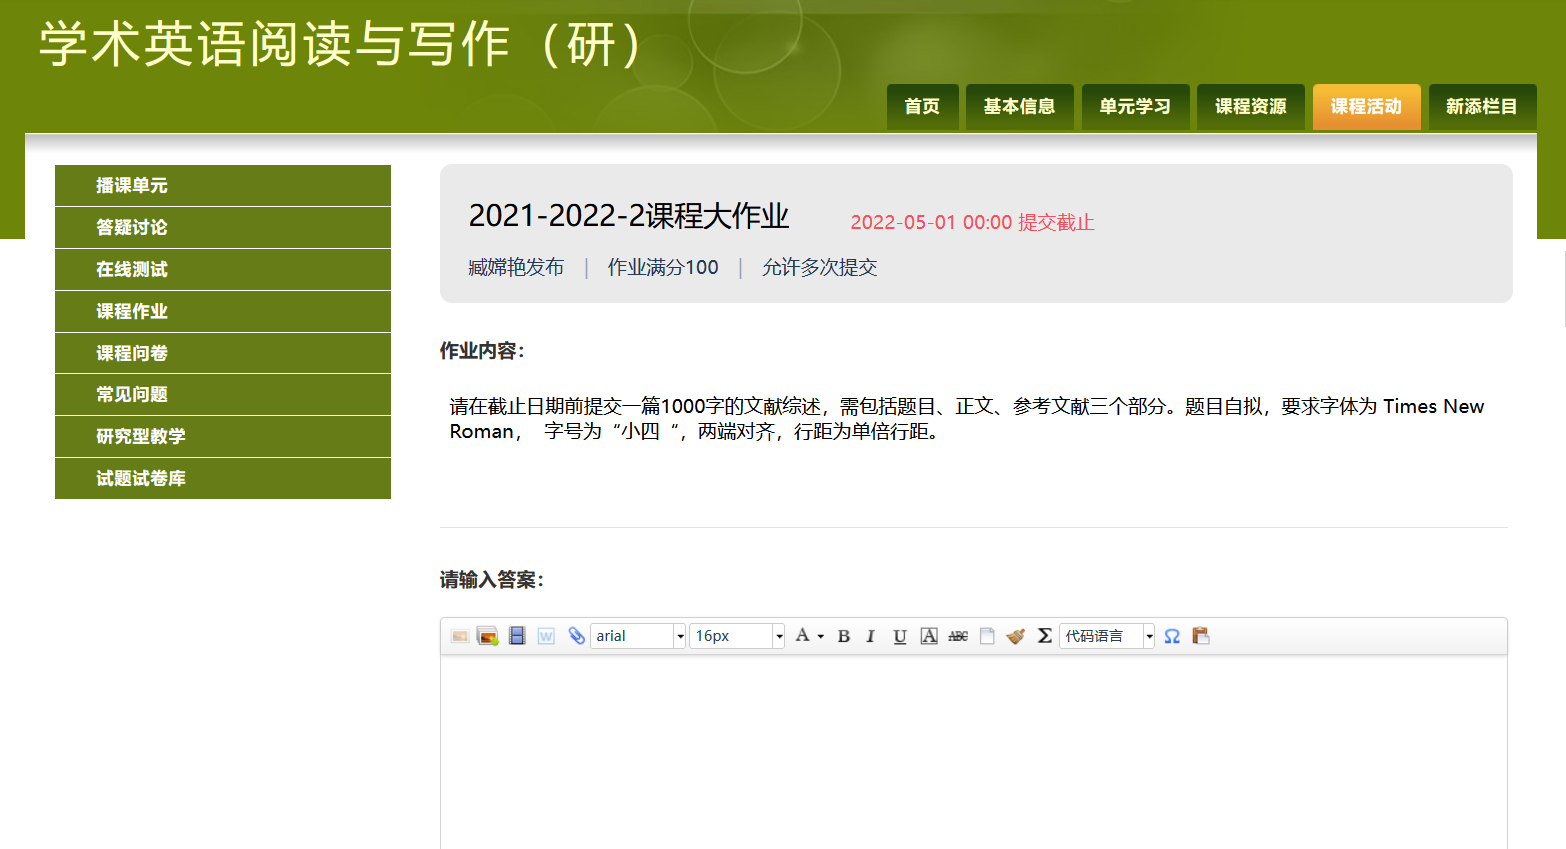 学术英语阅读与写作（研）
首页 基本信息 单元学习 课程资源 课程活动 新添栏目
播课单元
答疑讨论
在线测试
课程作业
课程问卷
常见问题
研究型教学
试题试卷库
2021-2022-2课程大作业 2022-05-01 00:00 提交截止
臧嫦艳发布 | 作业满分100 | 允许多次提交
作业内容：
请在截止日期前提交一篇1000字的文献综述，需包括题目、正文、参考文献三个部分。题目自拟，要求字体为 Times New
Roman， 字号为“小四“，两端对齐，行距为单倍行距。
请输入答案：
arial 16px A B I U A ABC Σ 代码语言 Ω